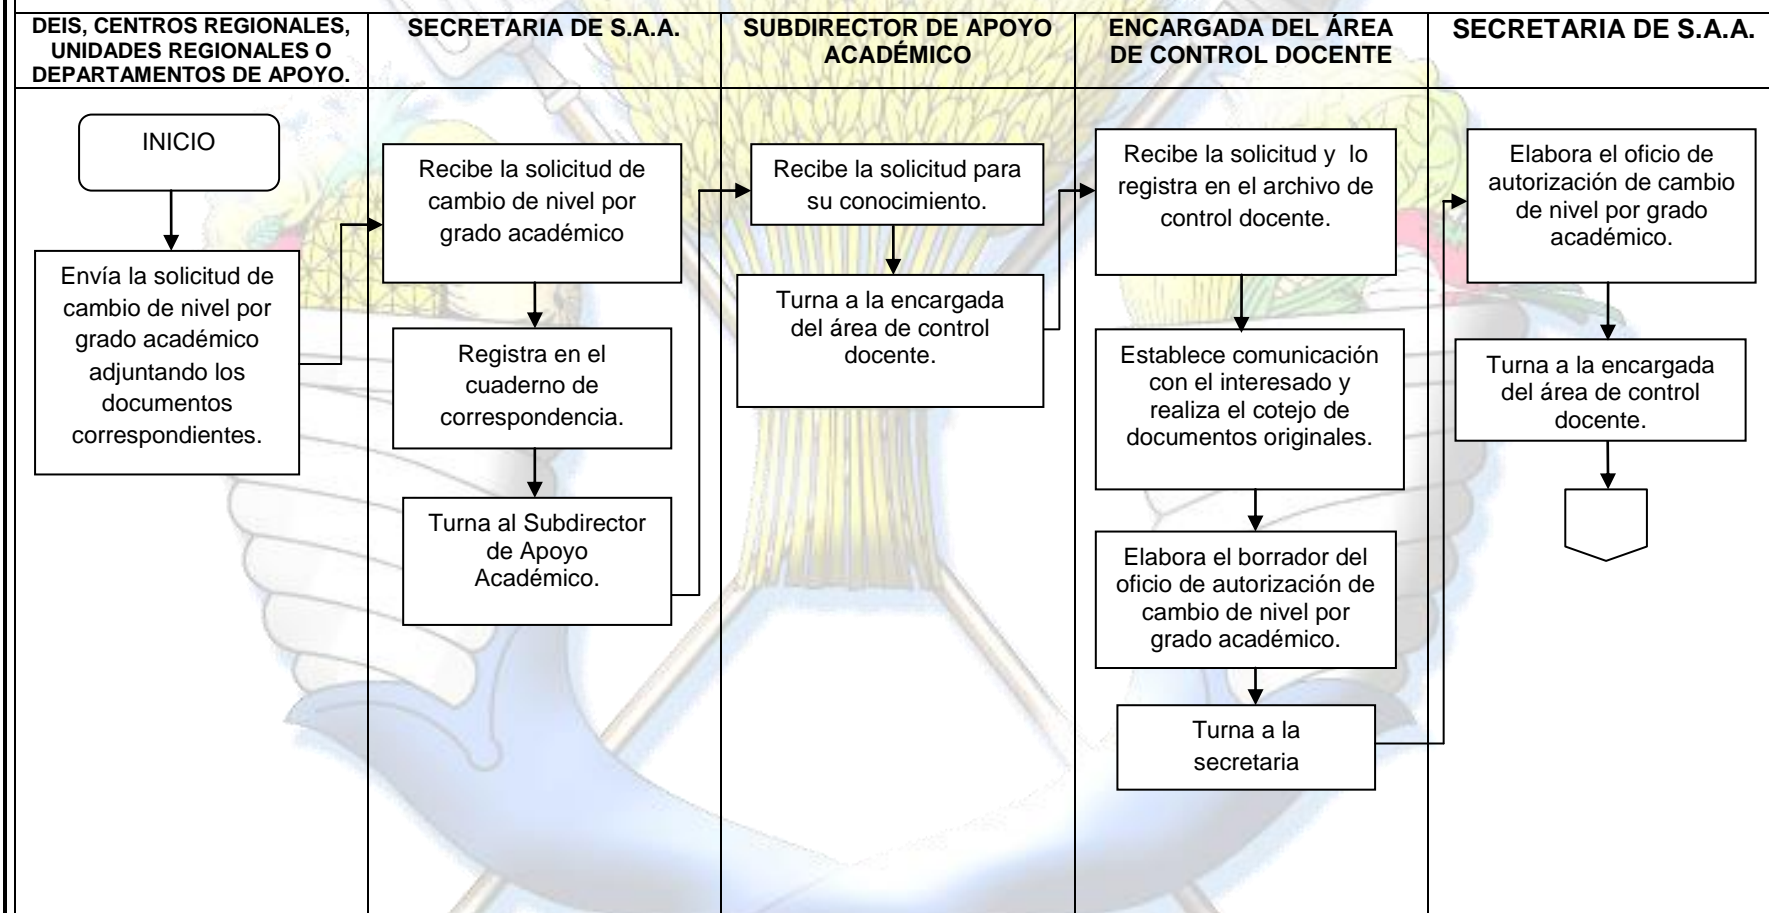 DEIS, CENTROS REGIONALES,
UNIDADES REGIONALES O
DEPARTAMENTOS DE APOYO.
SECRETARIA DE S.A.A.
SUBDIRECTOR DE APOYO
ACADÉMICO
ENCARGADA DEL ÁREA
DE CONTROL DOCENTE
SECRETARIA DE S.A.A.
INICIO
Envía la solicitud de
cambio de nivel por
grado académico
adjuntando los
documentos
correspondientes.
Recibe la solicitud de
cambio de nivel por
grado académico
Registra en el
cuaderno de
correspondencia.
Turna al Subdirector
de Apoyo
Académico.
Recibe la solicitud para
su conocimiento.
Turna a la encargada
del área de control
docente.
Recibe la solicitud y lo
registra en el archivo de
control docente.
Establece comunicación
con el interesado y
realiza el cotejo de
documentos originales.
Elabora el borrador del
oficio de autorización de
cambio de nivel por
grado académico.
Turna a la
secretaria
Elabora el oficio de
autorización de cambio
de nivel por grado
académico.
Turna a la encargada
del área de control
docente.